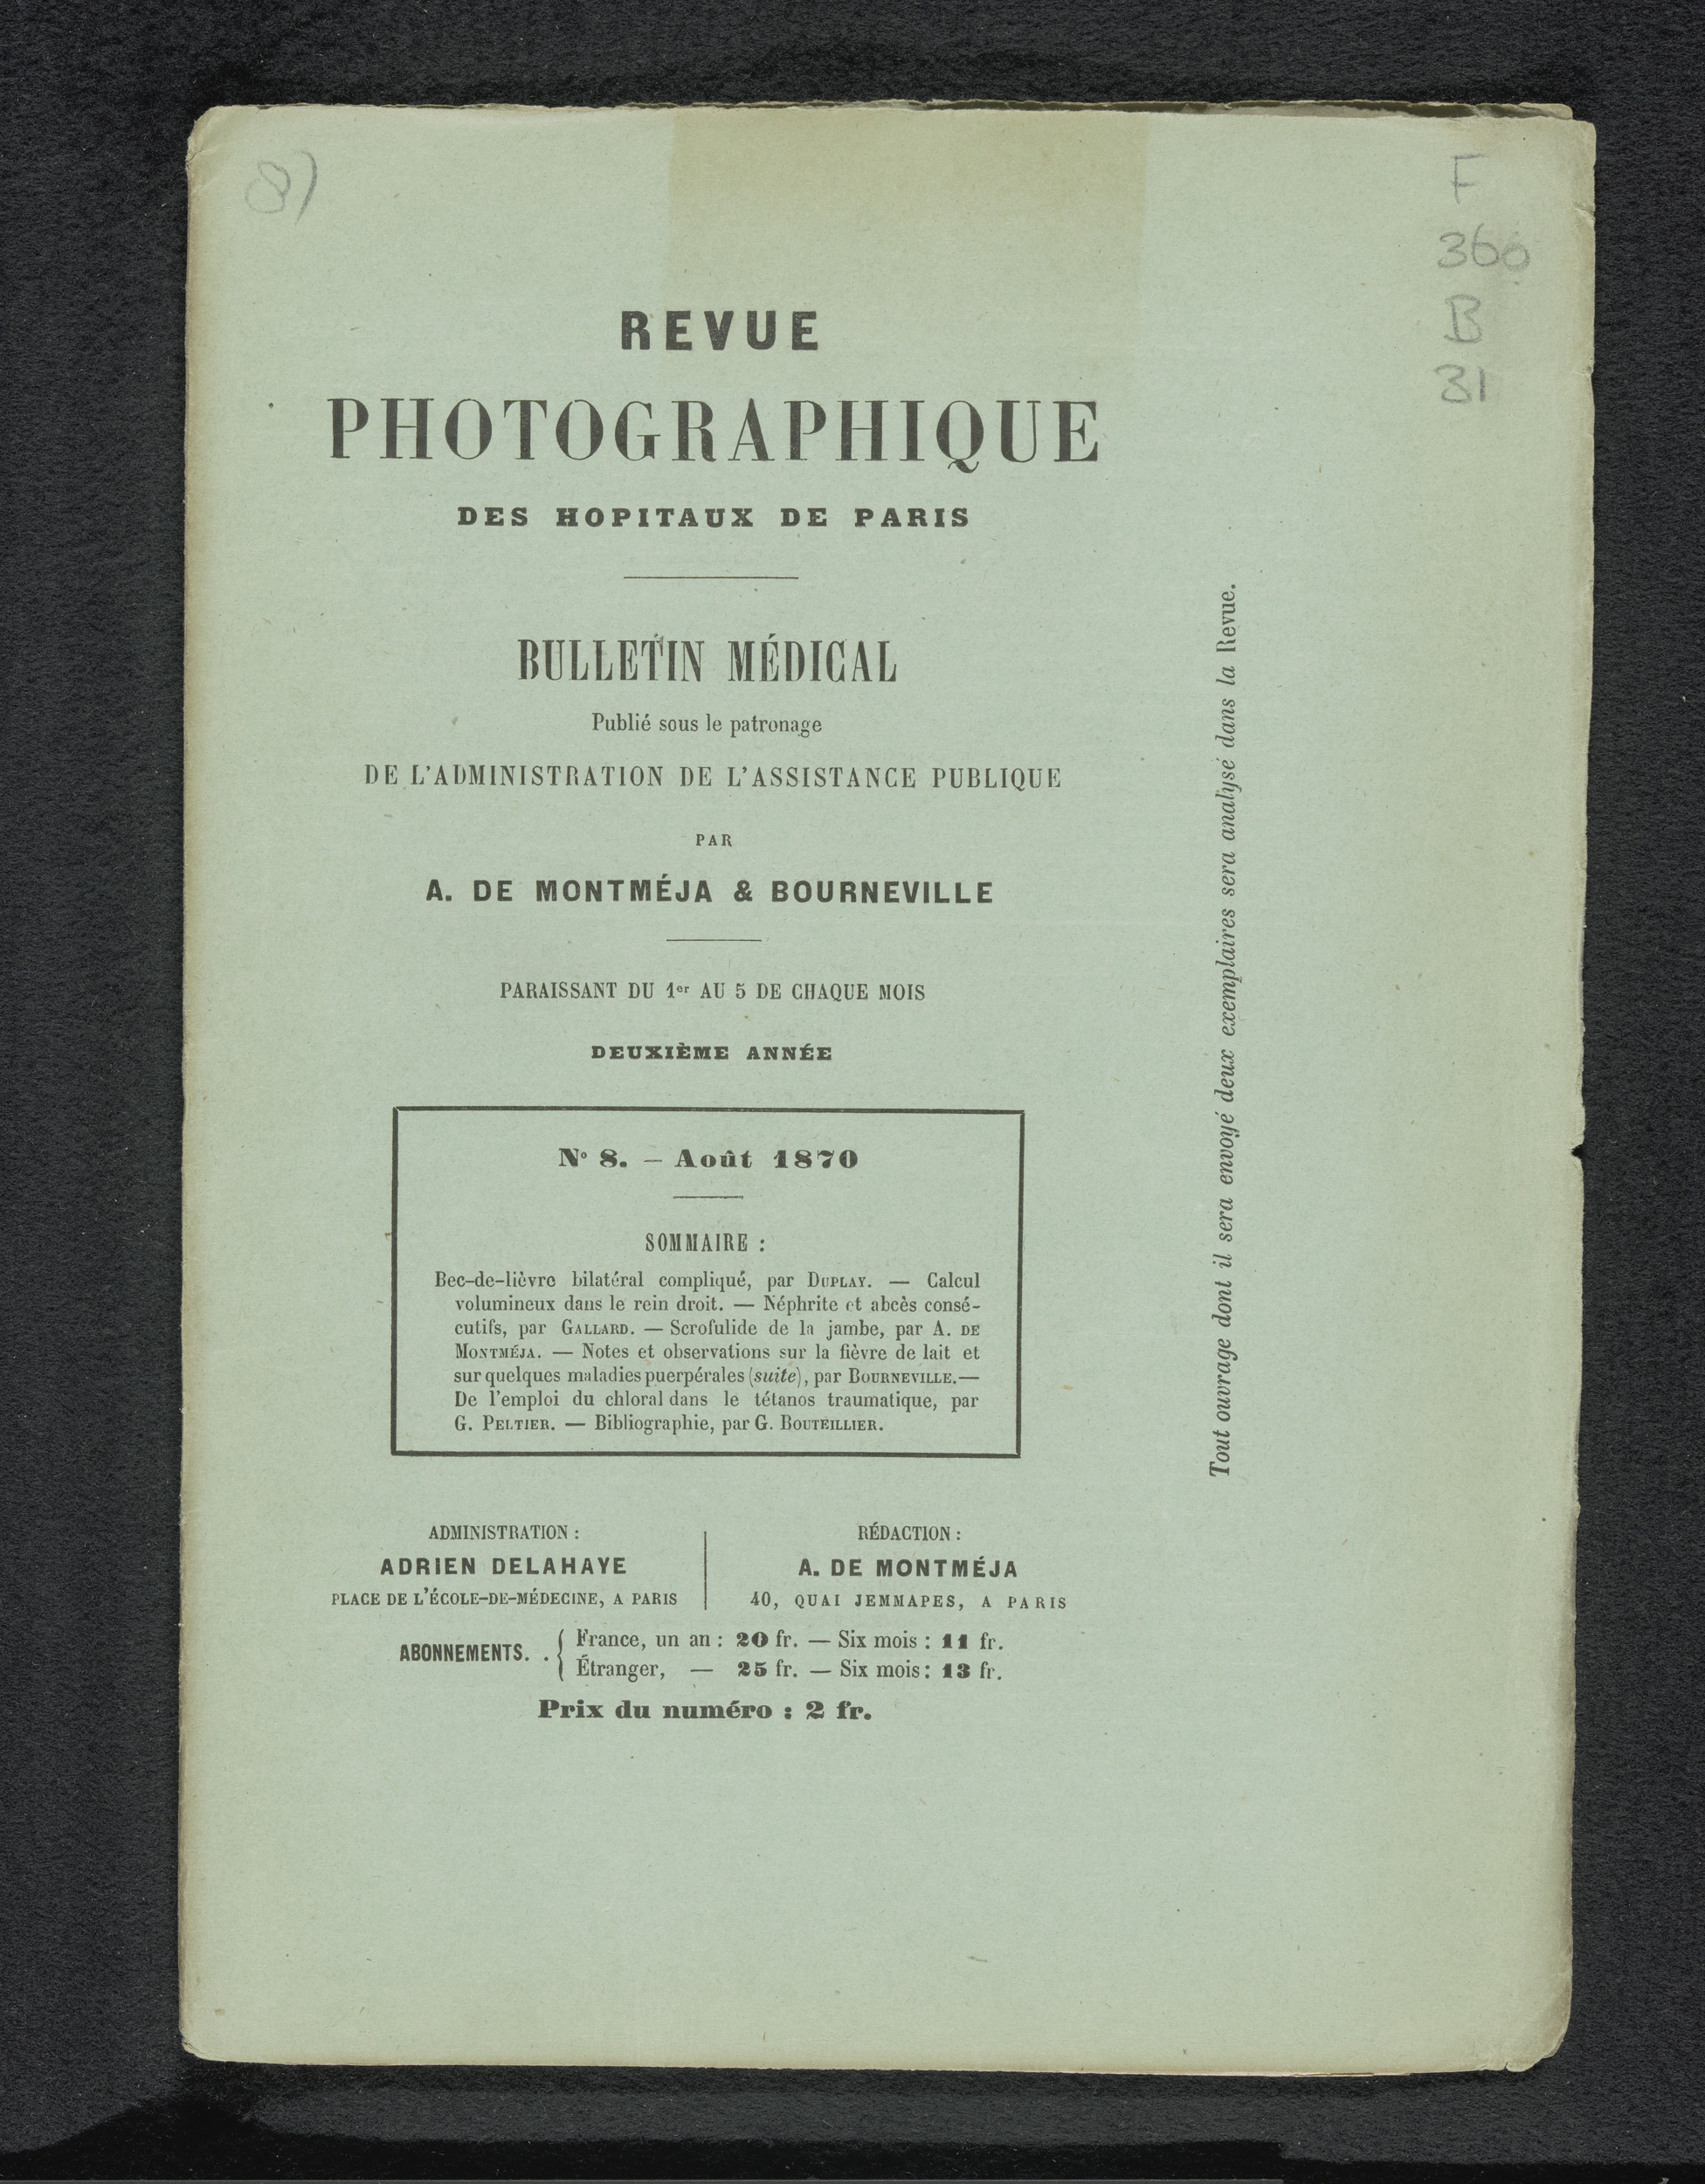 8)
F
360
B
31
REVUE
PHOTOGRAPHIQUE
DES HOPITAUX DE PARIS
BULLETIN MÉDICAL
Publié sous le patronage
DE L'ADMINISTRATION DE L'ASSISTANCE PUBLIQUE
PAR
A. DE MONTMÉJA & BOURNEVILLE
PARAISSANT DU 1er AU 5 DE CHAQUE MOIS
DEUXIÈME ANNÉE
N° 8. — Août 1870
SOMMAIRE :
Bec-de-lièvre bilatéral compliqué, par DUPLAY. — Calcul
volumineux dans le rein droit. — Néphrite et abcès consé-
cutifs, par GALLARD. — Scrofulide de la jambe, par A. DE
MONTMÉJA. — Notes et observations sur la fièvre de lait et
sur quelques maladies puerpérales (suite), par BOURNEVILLE.—
De l'emploi du chloral dans le tétanos traumatique, par
G. PELTIER. — Bibliographie, par G. BOUTEILLIER.
Tout ouvrage dont il sera envoyé deux exemplaires sera analysé dans la Revue.
ADMINISTRATION :
ADRIEN DELAHAYE
PLACE DE L'ÉCOLE-DE-MÉDECINE, A PARIS
RÉDACTION :
A. DE MONTMÉJA
40, QUAI JEMMAPES, A PARIS
ABONNEMENTS. . { France, un an : 20 fr. — Six mois : 11 fr.
Étranger, — 25 fr. — Six mois : 13 fr.
Prix du numéro : 2 fr.